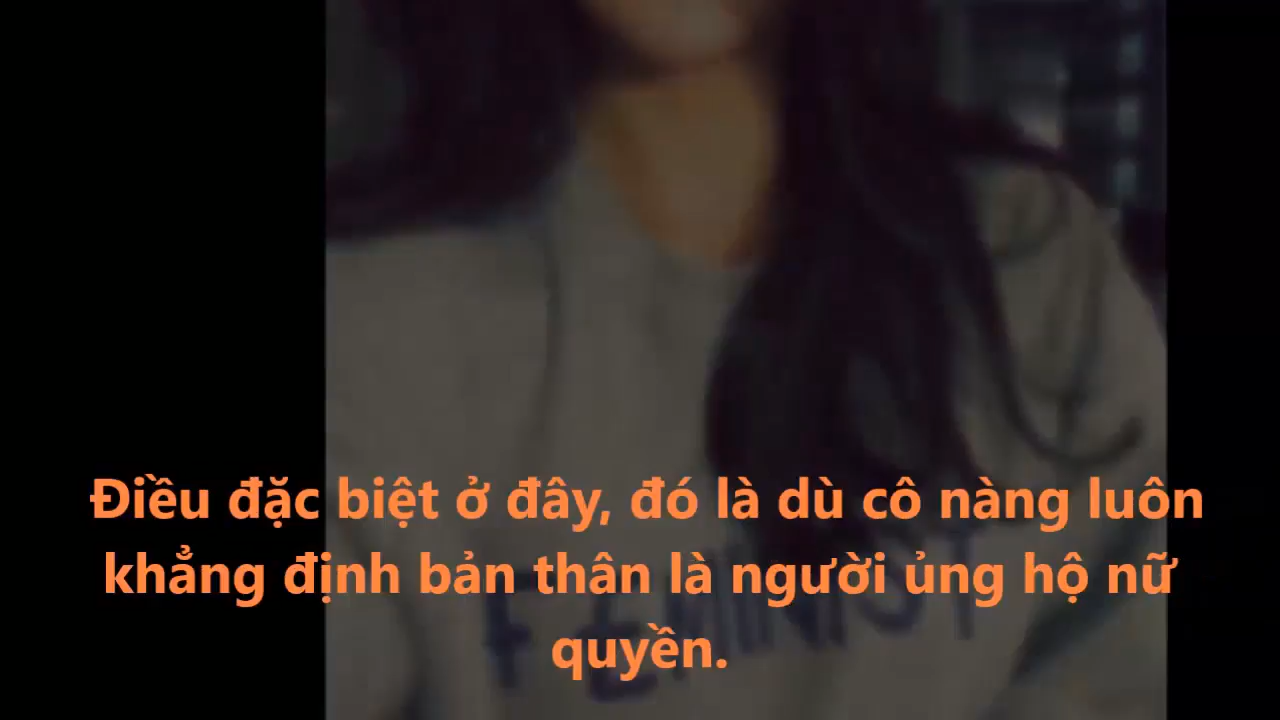 Điều đặc biệt ở đây, đó là dù cô nàng luôn
khẳng định bản thân là người ủng hộ nữ
quyền.
FEMINIST